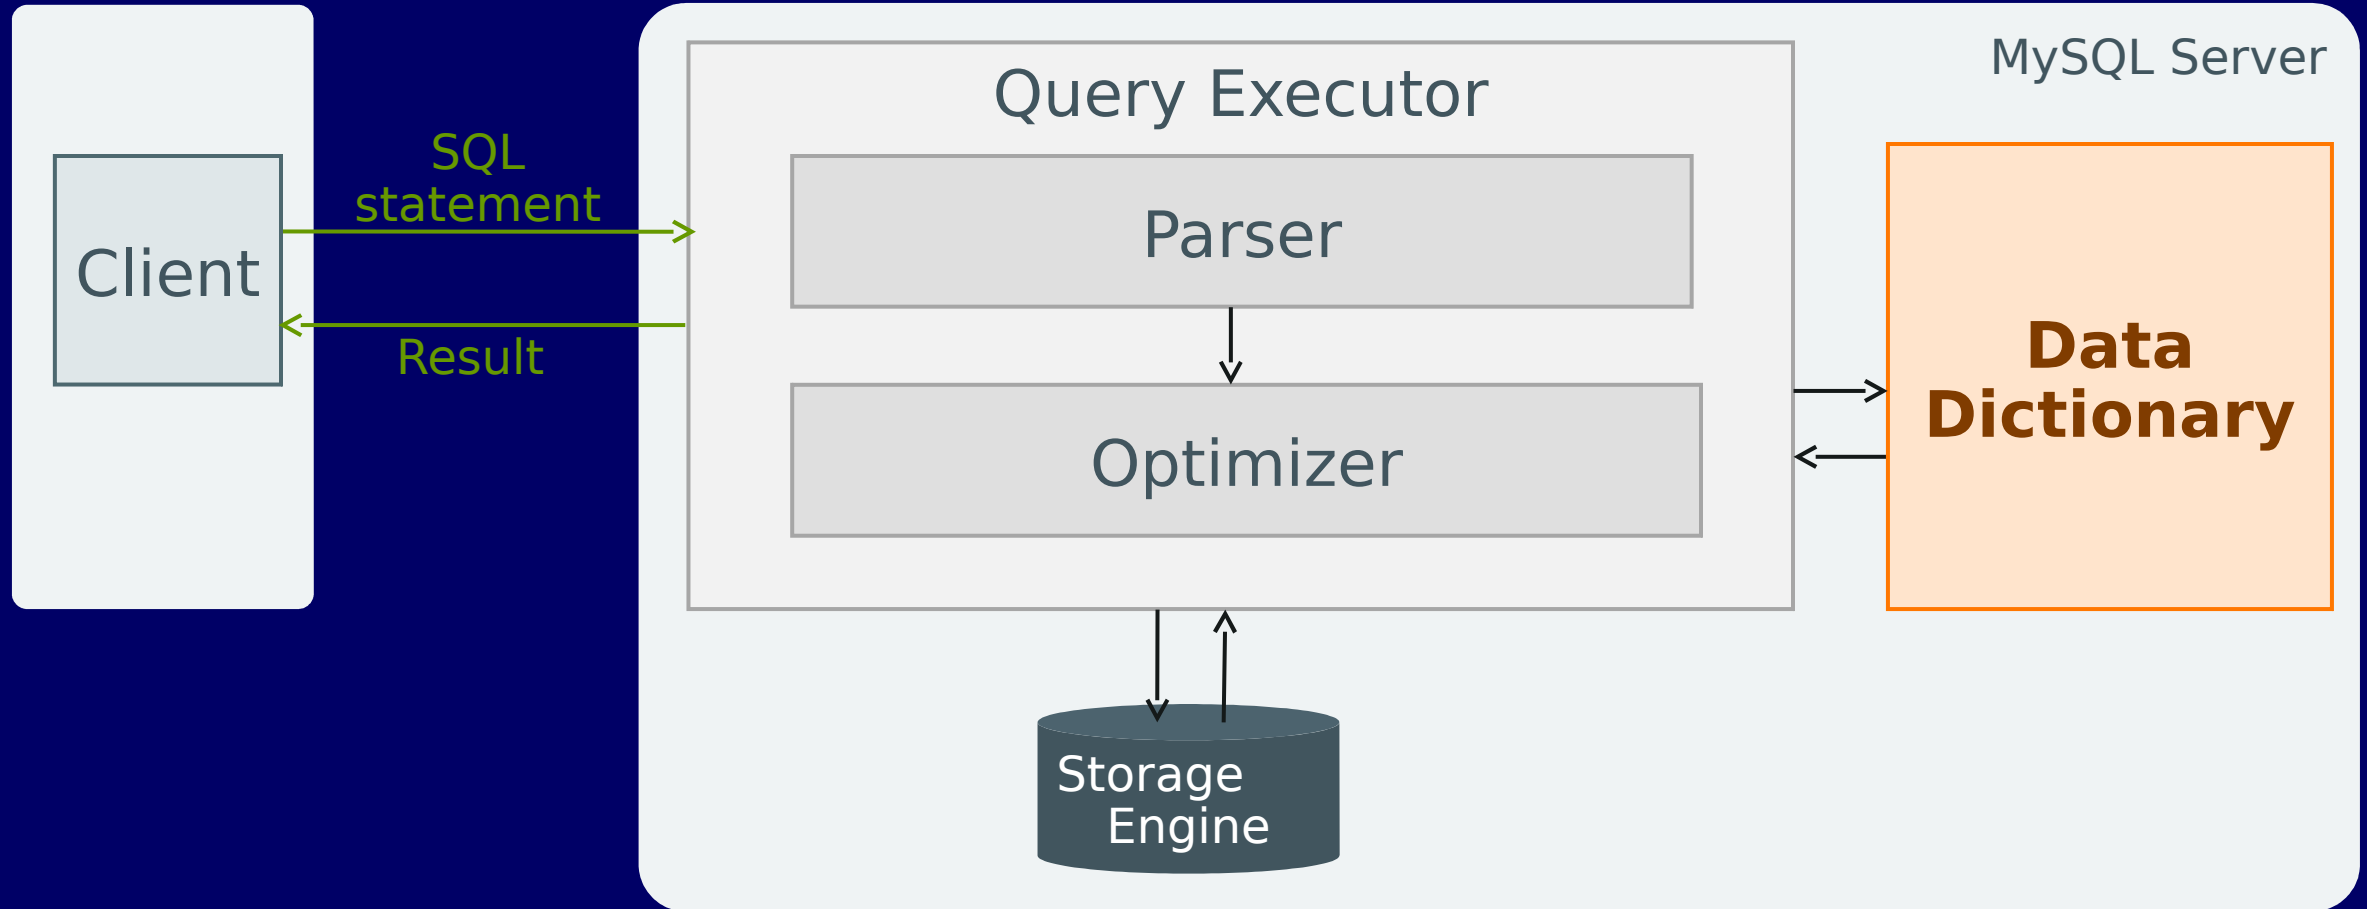 MySQL Server
Query Executor
SQL
statement
Parser
Client
Result
Data
Dictionary
Optimizer
Storage
Engine